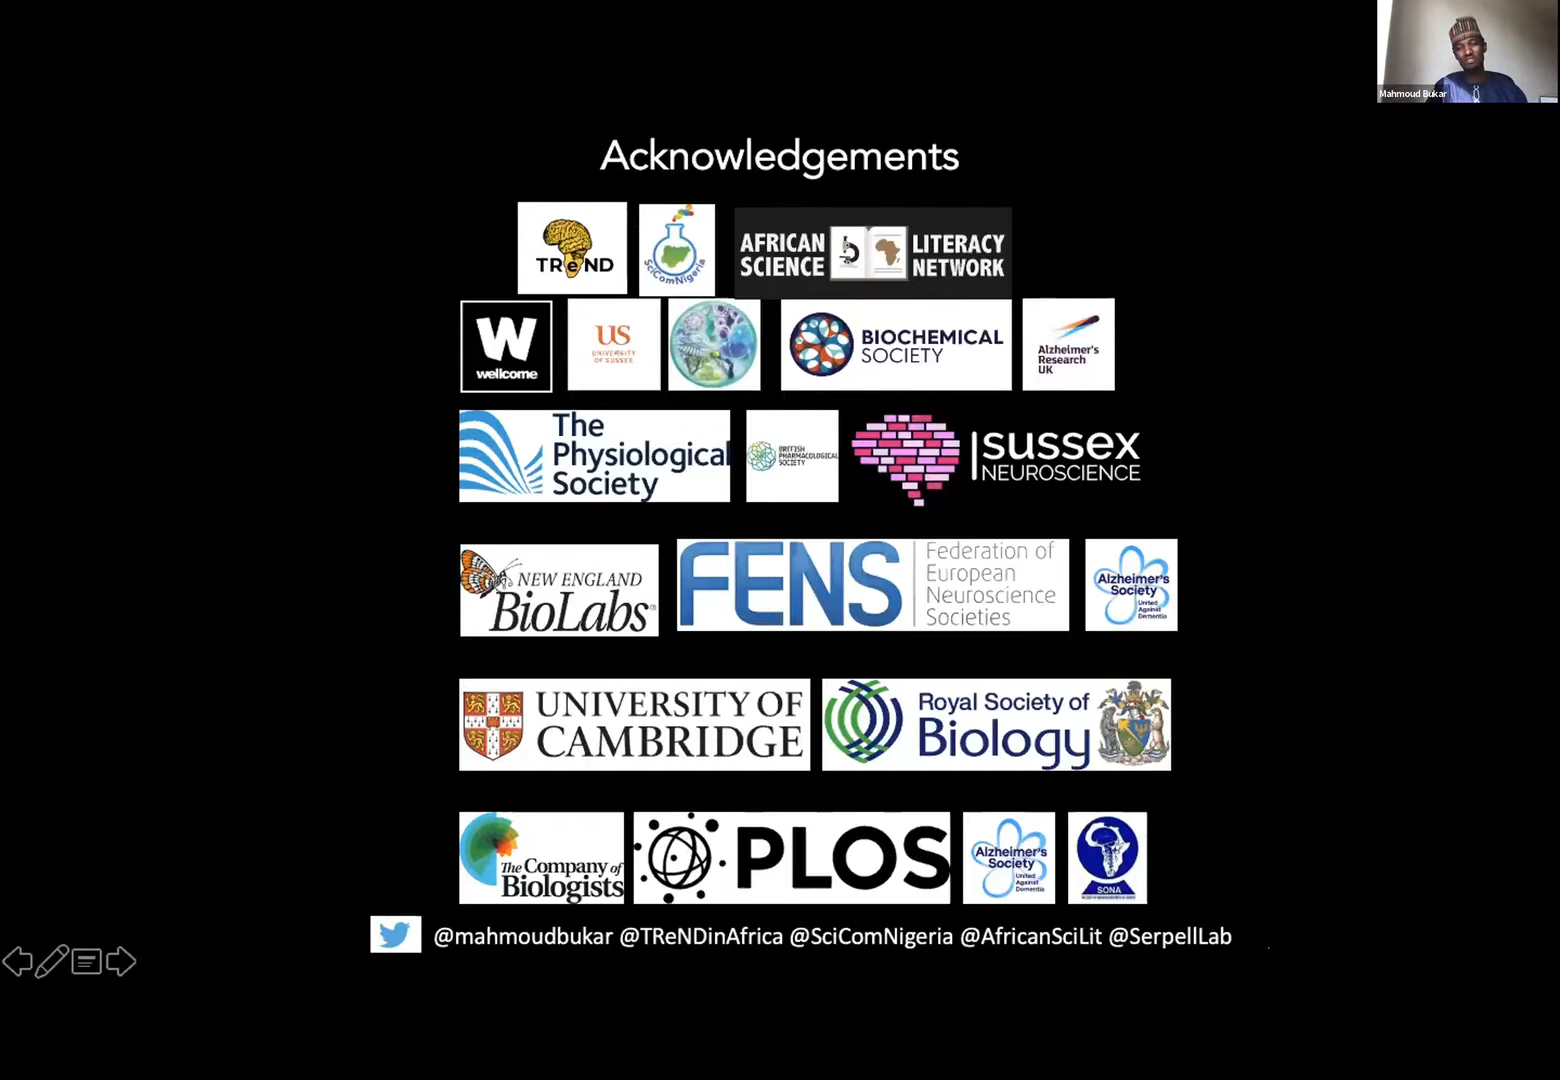 Mahmoud Bukar
Acknowledgements
TReND
SciComNigeria
AFRICAN
SCIENCE
LITERACY
NETWORK
W
wellcome
US
UNIVERSITY
OF SUSSEX
BIOCHEMICAL
SOCIETY
Alzheimer's
Research
UK
The
Physiological
Society
BRITISH
PHARMACOLOGICAL
SOCIETY
sussex
NEUROSCIENCE
NEW ENGLAND
BioLabs
FENS
Federation of
European
Neuroscience
Societies
Alzheimer's
Society
United
Against
Dementia
UNIVERSITY OF
CAMBRIDGE
Royal Society of
Biology
The Company of
Biologists
PLOS
Alzheimer's
Society
United
Against
Dementia
SONA
@mahmoudbukar @TReNDinAfrica @SciComNigeria @AfricanSciLit @SerpellLab